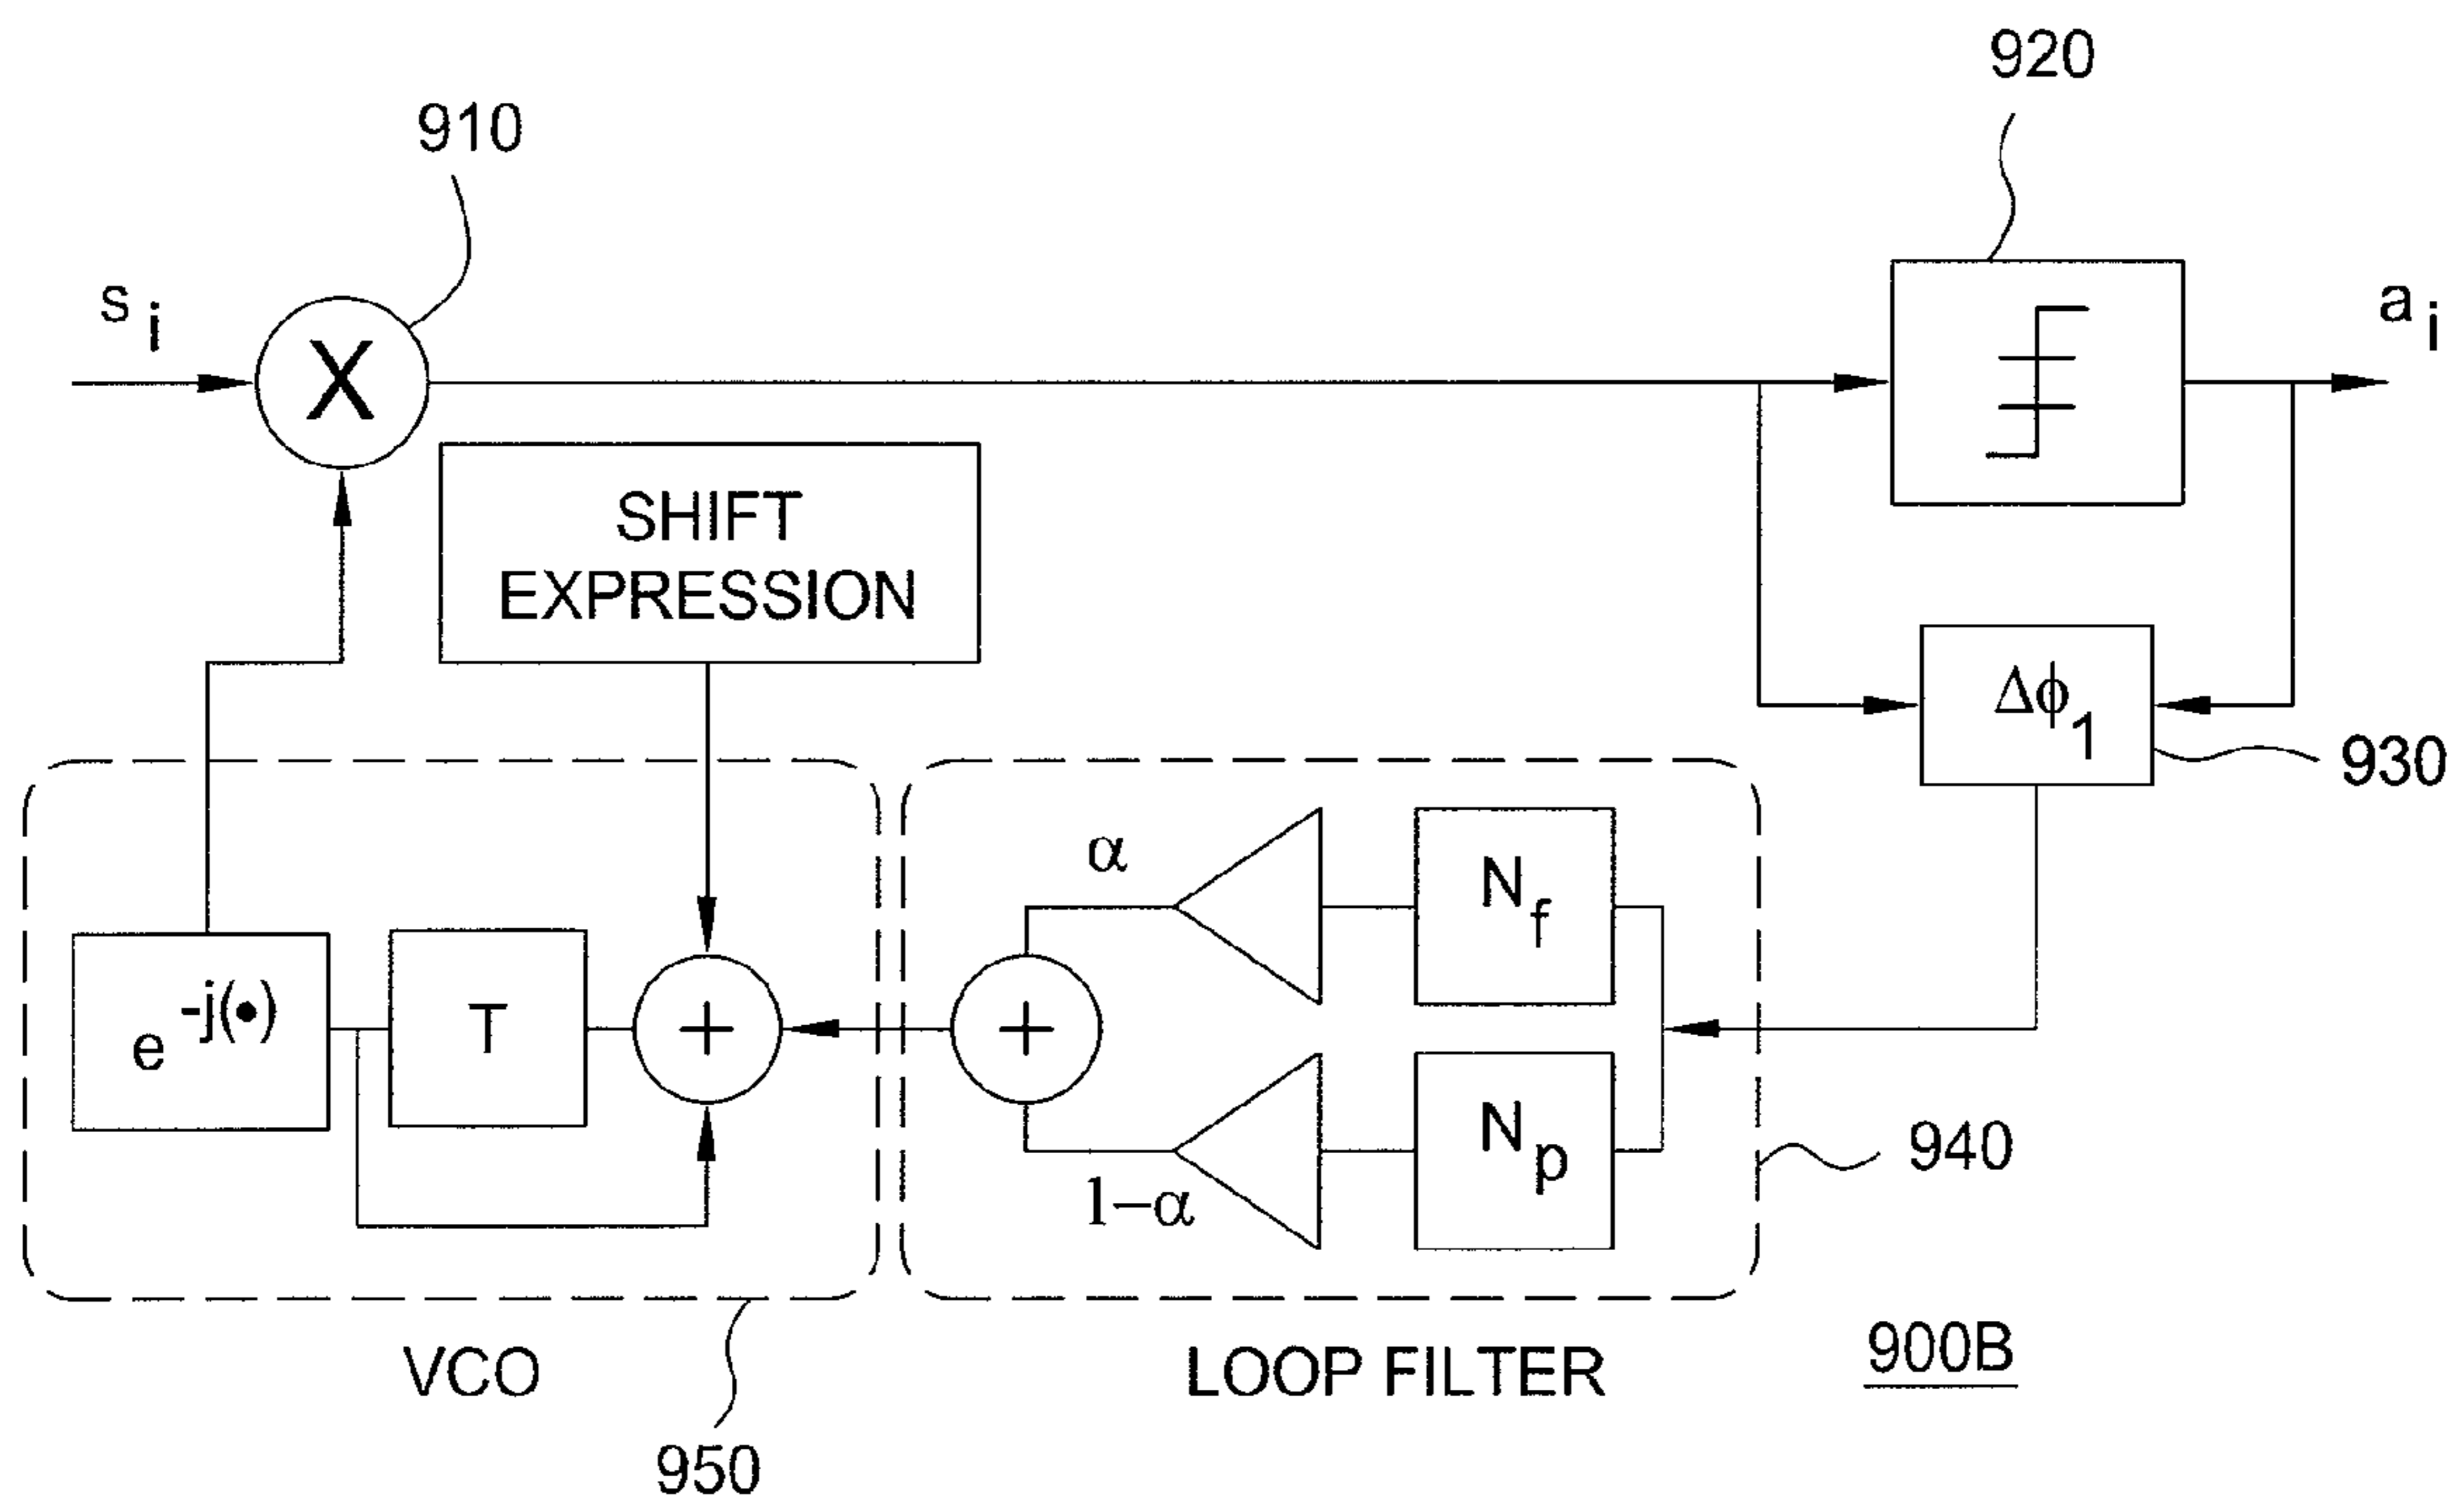 920
910
s i
X
a i
SHIFT
EXPRESSION
Δϕ 1
930
α
N f
e -j(•)
T
+
+
N p
1−α
940
VCO
LOOP FILTER
900B
950